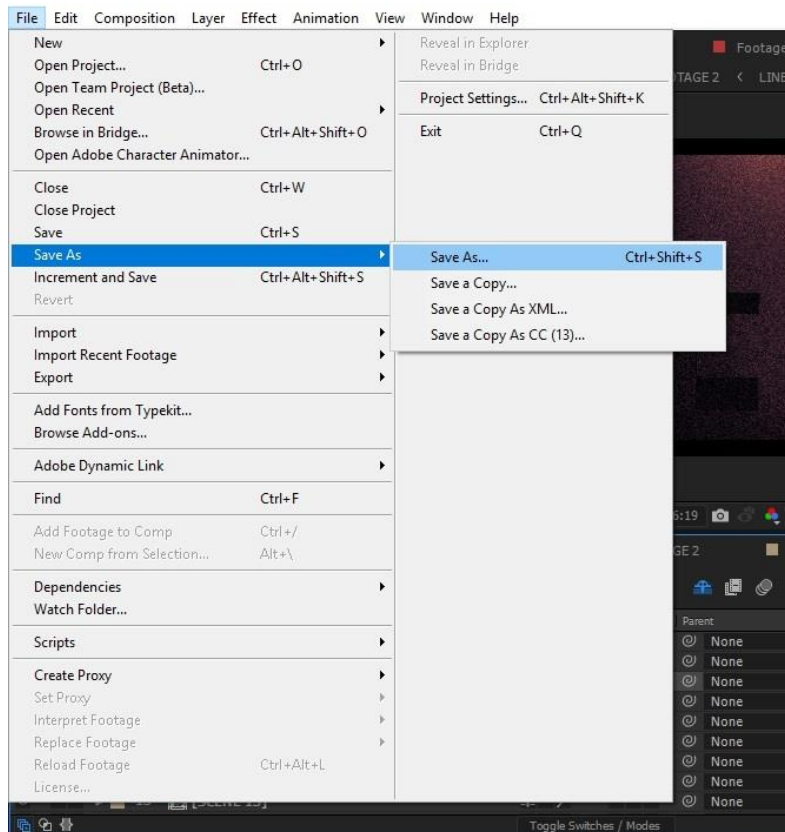 File Edit Composition Layer Effect Animation View Window Help
New
Open Project... Ctrl+O
Open Team Project (Beta)...
Open Recent
Browse in Bridge... Ctrl+Alt+Shift+O
Open Adobe Character Animator...
Close Ctrl+W
Close Project
Save Ctrl+S
Save As
Increment and Save Ctrl+Alt+Shift+S
Revert
Import
Import Recent Footage
Export
Add Fonts from Typekit...
Browse Add-ons...
Adobe Dynamic Link
Find Ctrl+F
Add Footage to Comp Ctrl+/
New Comp from Selection... Alt+\
Dependencies
Watch Folder...
Scripts
Create Proxy
Set Proxy
Interpret Footage
Replace Footage
Reload Footage Ctrl+Alt+L
License...
Reveal in Explorer
Reveal in Bridge
Project Settings... Ctrl+Alt+Shift+K
Exit Ctrl+Q
Save As... Ctrl+Shift+S
Save a Copy...
Save a Copy As XML...
Save a Copy As CC (13)...
Footage
TAGE 2 < LINE
6:19
GE 2
Parent
None
None
None
None
None
None
None
None
None
Toggle Switches / Modes